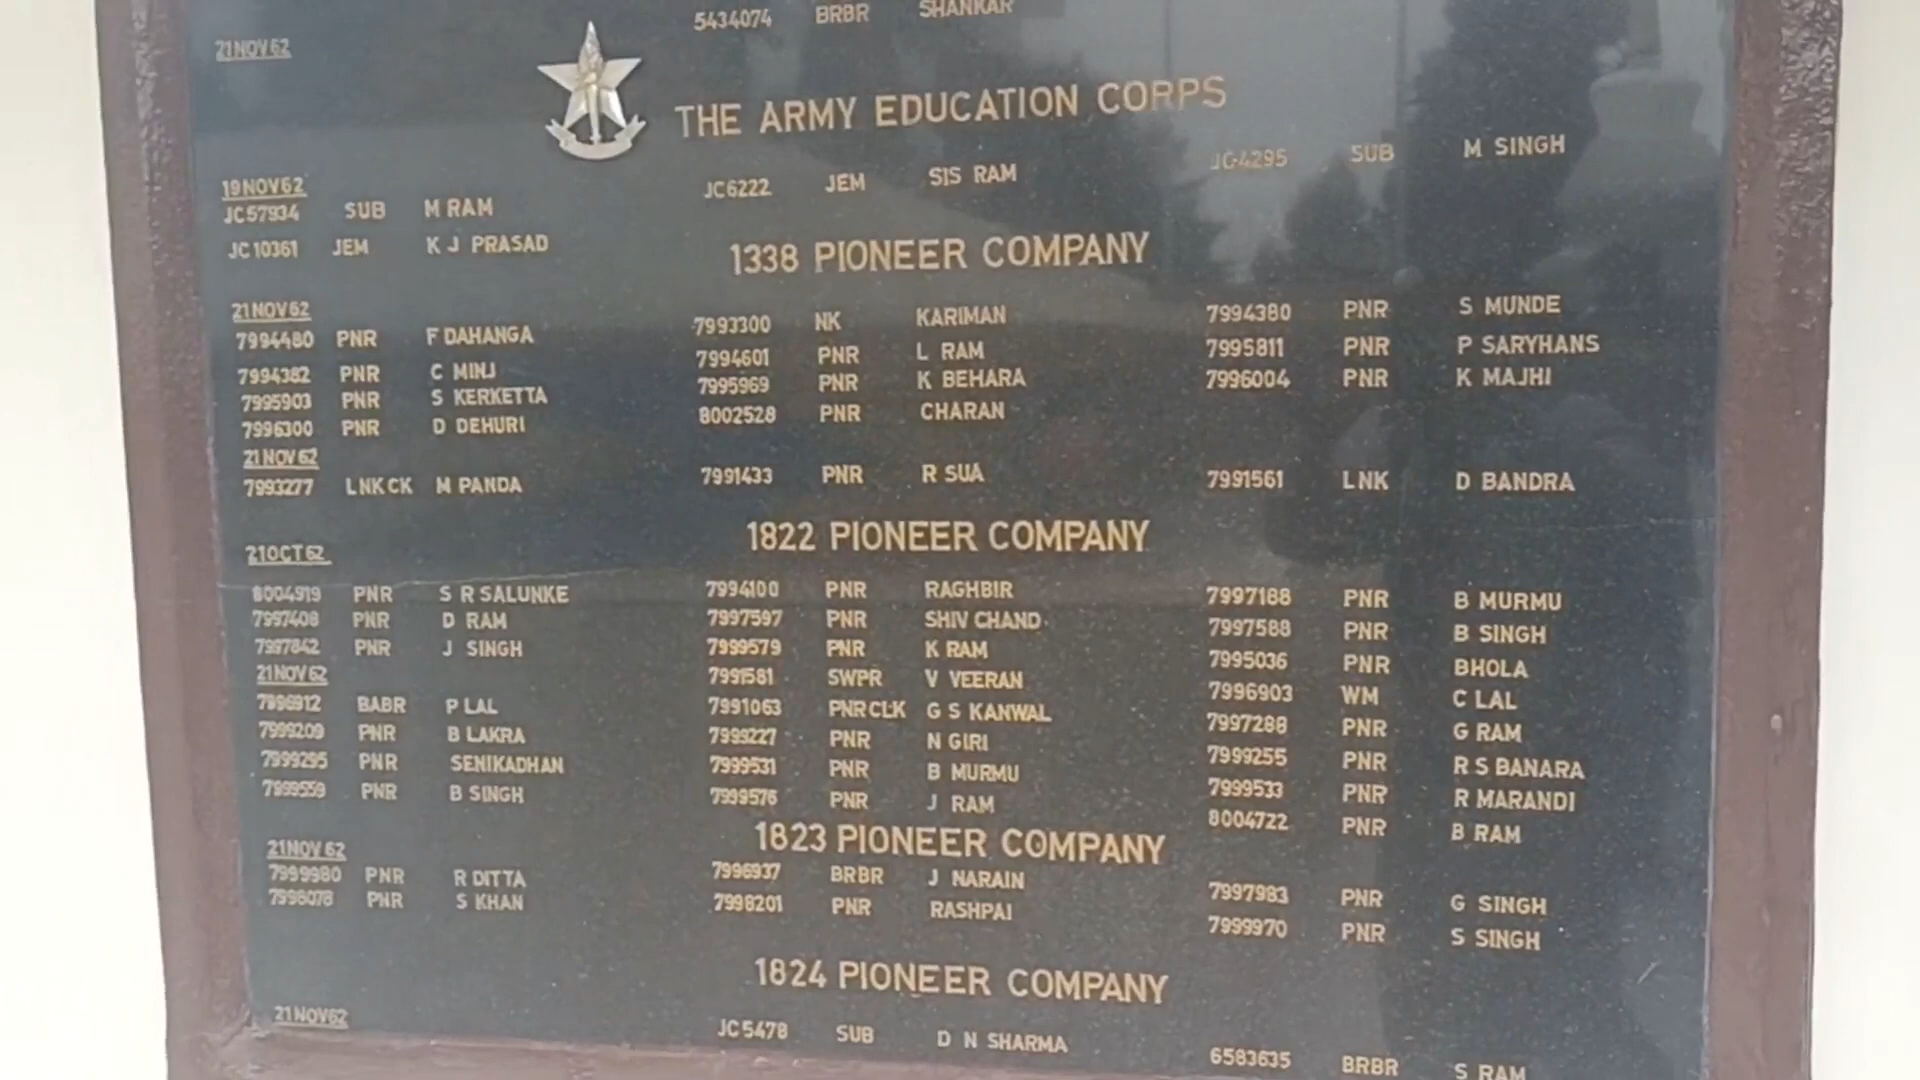 5434074 BRBR SHANKAR
21NOV62
THE ARMY EDUCATION CORPS
19NOV62
JC57934 SUB M RAM JC6222 JEM SIS RAM JC4295 SUB M SINGH
JC10361 JEM K J PRASAD
1338 PIONEER COMPANY
21NOV62
7994480 PNR F DAHANGA 7993300 NK KARIMAN 7994380 PNR S MUNDE
7994382 PNR C MINJ 7994601 PNR L RAM 7995811 PNR P SARYHANS
7995903 PNR S KERKETTA 7995969 PNR K BEHARA 7996004 PNR K MAJHI
7996300 PNR D DEHURI 8002528 PNR CHARAN
21NOV62
7993277 LNKCK M PANDA 7991433 PNR R SUA 7991561 LNK D BANDRA
1822 PIONEER COMPANY
21OCT62
8004919 PNR S R SALUNKE 7994100 PNR RAGHBIR 7997188 PNR B MURMU
7997408 PNR D RAM 7997597 PNR SHIV CHAND 7997588 PNR B SINGH
7997842 PNR J SINGH 7999579 PNR K RAM 7995036 PNR BHOLA
21NOV62 7991581 SWPR V VEERAN 7996903 WM C LAL
7996912 BABR P LAL 7991063 PNRCLK G S KANWAL 7997288 PNR G RAM
7999209 PNR B LAKRA 7999227 PNR N GIRI 7999255 PNR R S BANARA
7999295 PNR SENIKADHAN 7999531 PNR B MURMU 7999533 PNR R MARANDI
7999559 PNR B SINGH 7999576 PNR J RAM 8004722 PNR B RAM
1823 PIONEER COMPANY
21NOV62
7999980 PNR R DITTA 7996937 BRBR J NARAIN 7997983 PNR G SINGH
7998078 PNR S KHAN 7998201 PNR RASHPAL 7999970 PNR S SINGH
1824 PIONEER COMPANY
21NOV62
JC5478 SUB D N SHARMA 6583635 BRBR S RAM